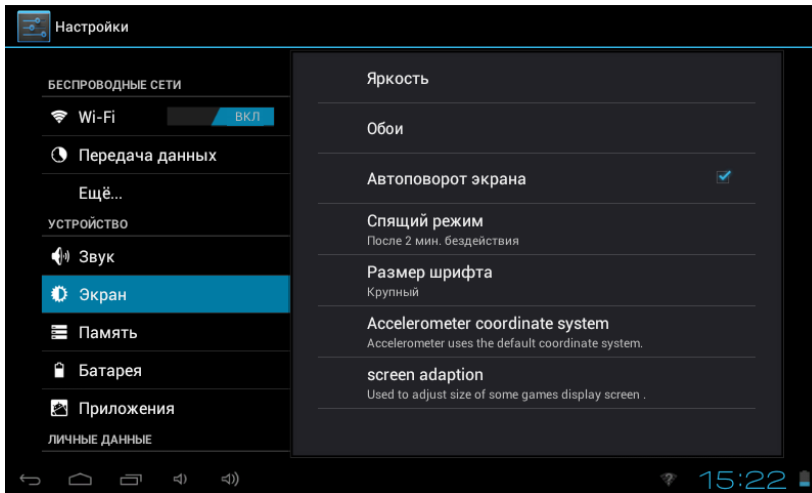 Настройки
БЕСПРОВОДНЫЕ СЕТИ
Wi-Fi
ВКЛ
Передача данных
Ещё...
УСТРОЙСТВО
Звук
Экран
Память
Батарея
Приложения
ЛИЧНЫЕ ДАННЫЕ
Яркость
Обои
Автоповорот экрана
Спящий режим
После 2 мин. бездействия
Размер шрифта
Крупный
Accelerometer coordinate system
Accelerometer uses the default coordinate system.
screen adaption
Used to adjust size of some games display screen .
15:22